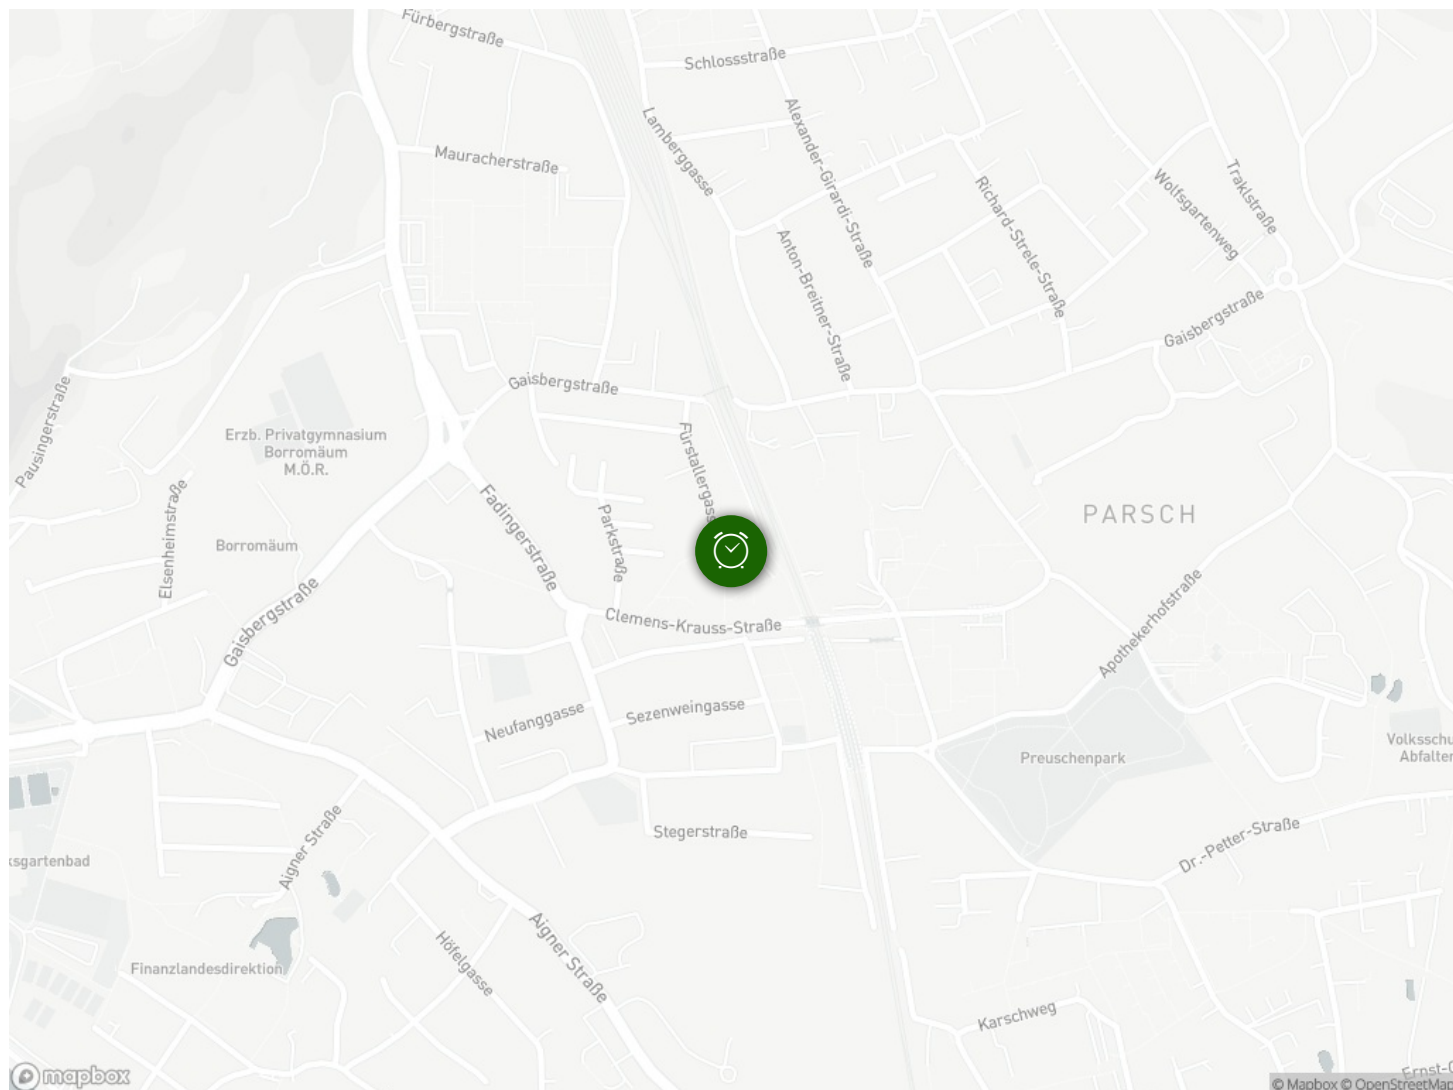 Fürbergstraße
Schlossstraße
Lamberggasse
Alexander-Girardi-Straße
Mauracherstraße
Richard-Strele-Straße
Wolfsgartenweg
Traklstraße
Anton-Breitner-Straße
Gaisbergstraße
Gaisbergstraße
Pausingerstraße
Erzb. Privatgymnasium
Borromäum
M.Ö.R.
Elsenheimstraße
Borromäum
Fadingerstraße
Parkstraße
PARSCH
Gaisbergstraße
Clemens-Krauss-Straße
Apothekerhofstraße
Neufanggasse
Sezenweingasse
Preuschenpark
Stegerstraße
Dr.-Petter-Straße
Aigner Straße
Finanzlandesdirektion
Höfelgasse
Aigner Straße
Karschweg
mapbox
© Mapbox © OpenStreetMap